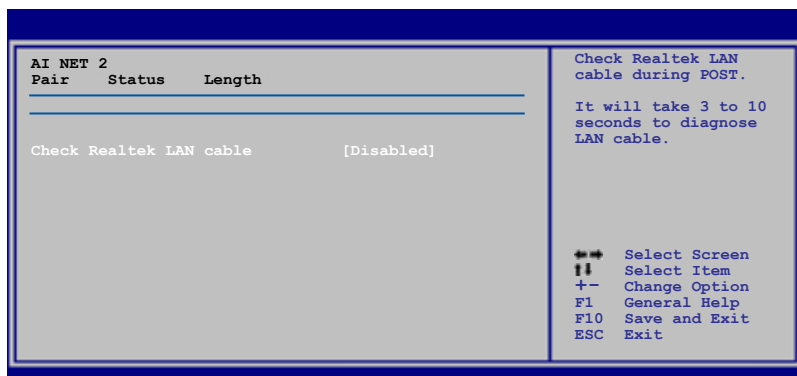 AI NET 2
Pair Status Length
Check Realtek LAN cable [Disabled]
Check Realtek LAN
cable during POST.
It will take 3 to 10
seconds to diagnose
LAN cable.
Select Screen
Select Item
+- Change Option
F1 General Help
F10 Save and Exit
ESC Exit